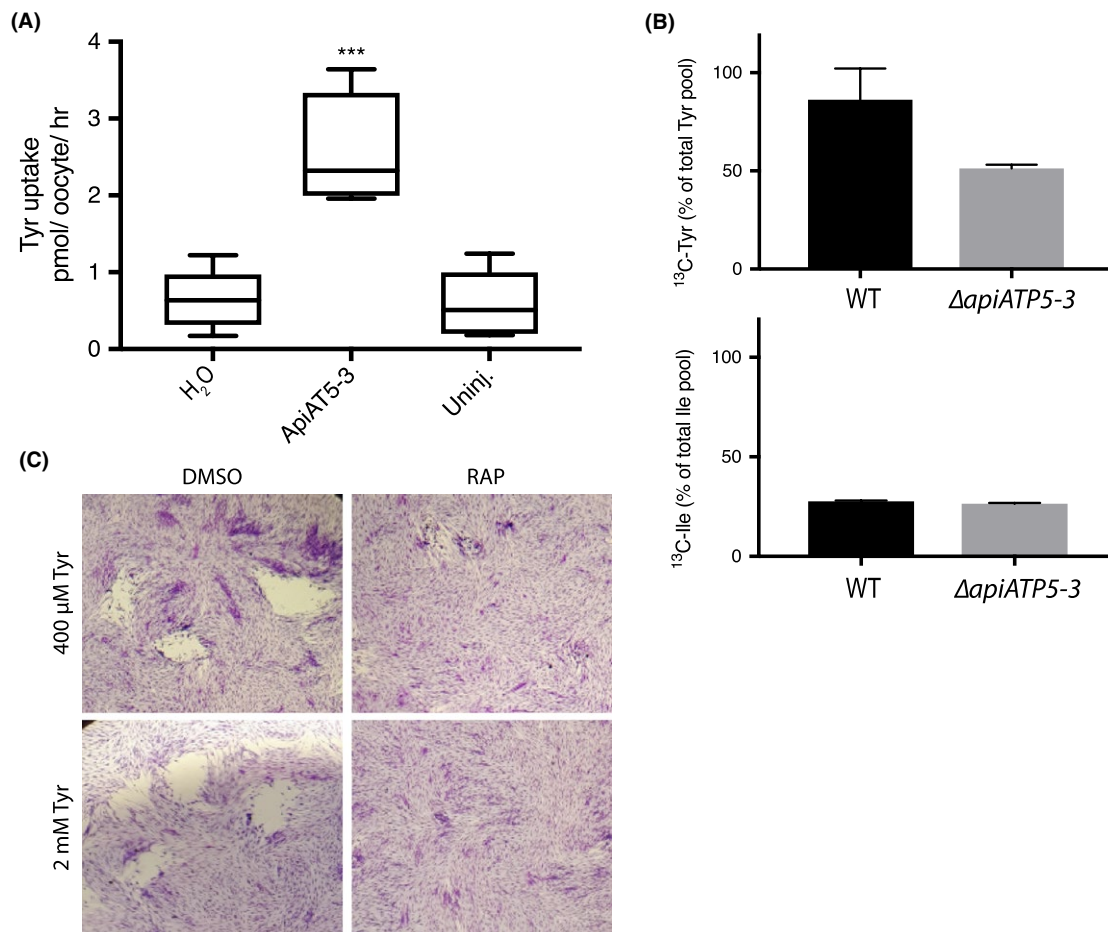 (A)
4
3
2
1
0
Tyr uptake
pmol/ oocyte/ hr
***
H₂O
ApiAT5-3
Uninj.
(B)
100
50
0
¹³C-Tyr (% of total Tyr pool)
WT
ΔapiATP5-3
100
50
0
¹³C-Ile (% of total Ile pool)
WT
ΔapiATP5-3
(C)
DMSO
RAP
400 µM Tyr
2 mM Tyr